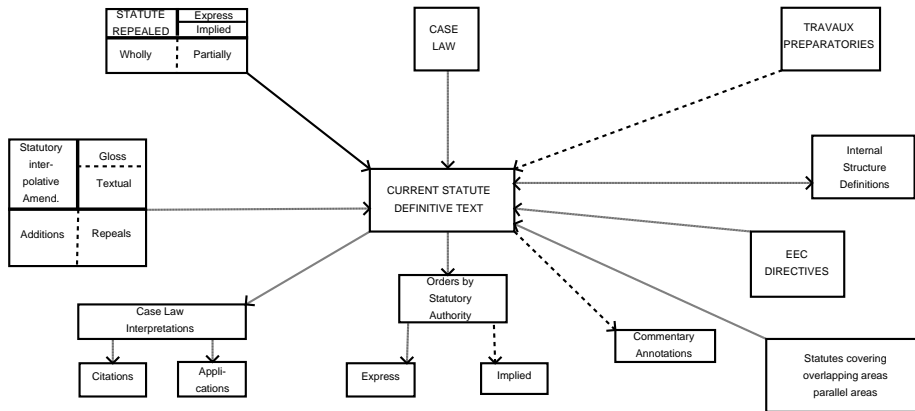 STATUTE
REPEALED
Express
Implied
Wholly
Partially
CASE
LAW
TRAVAUX
PREPARATORIES
Statutory
inter-
polative
Amend.
Gloss
Textual
Additions
Repeals
CURRENT STATUTE
DEFINITIVE TEXT
Internal
Structure
Definitions
EEC
DIRECTIVES
Case Law
Interpretations
Orders by
Statutory
Authority
Commentary
Annotations
Citations
Appli-
cations
Express
Implied
Statutes covering
overlapping areas
parallel areas